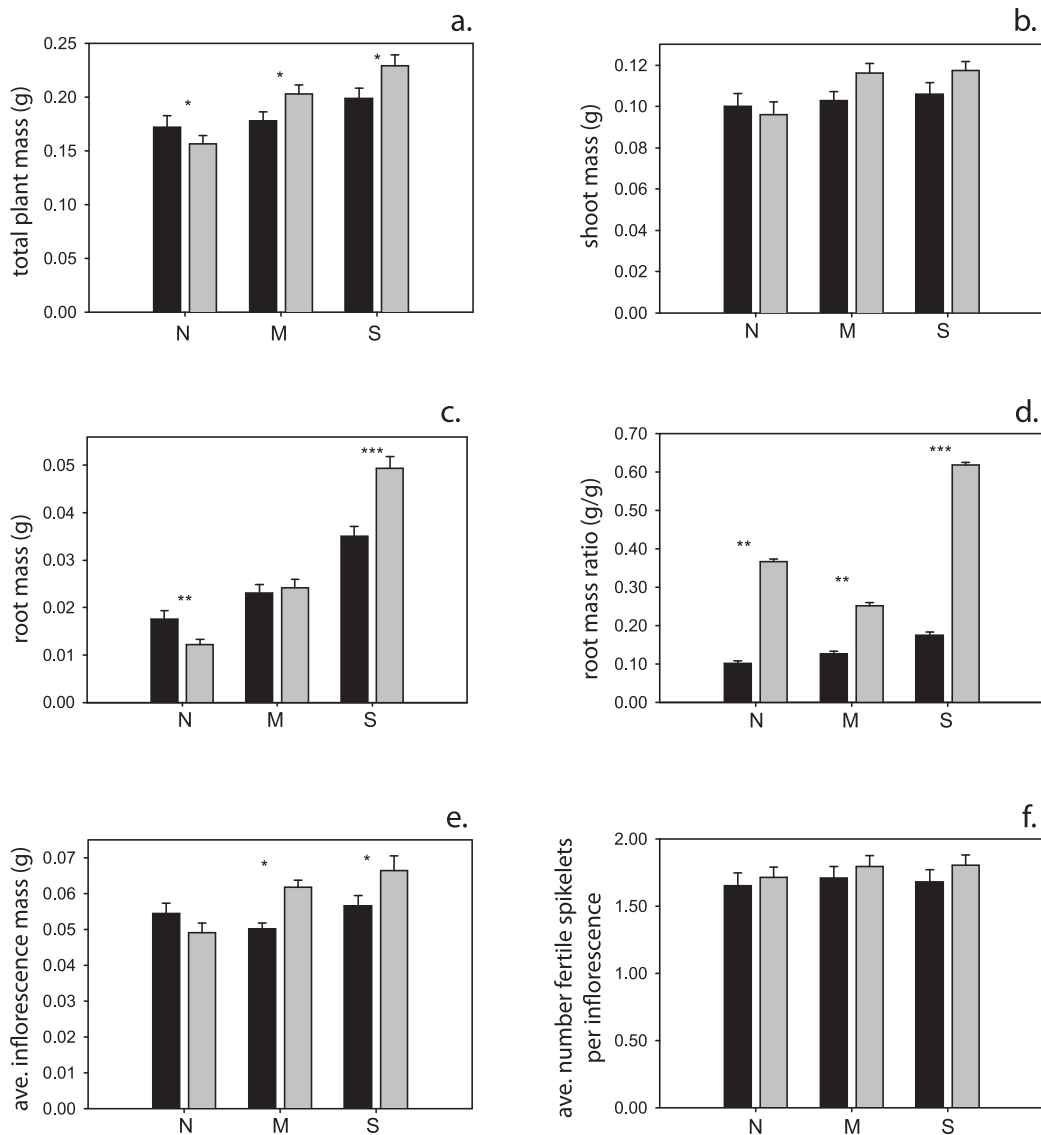 a.
total plant mass (g)
0.25
0.20
0.15
0.10
0.05
0.00
*
*
*
N M S
b.
shoot mass (g)
0.12
0.10
0.08
0.06
0.04
0.02
0.00
N M S
c.
root mass (g)
0.05
0.04
0.03
0.02
0.01
0.00
**
***
N M S
d.
root mass ratio (g/g)
0.70
0.60
0.50
0.40
0.30
0.20
0.10
0.00
**
**
***
N M S
e.
ave. inflorescence mass (g)
0.07
0.06
0.05
0.04
0.03
0.02
0.01
0.00
*
*
N M S
f.
ave. number fertile spikelets
per inflorescence
2.00
1.50
1.00
0.50
0.00
N M S